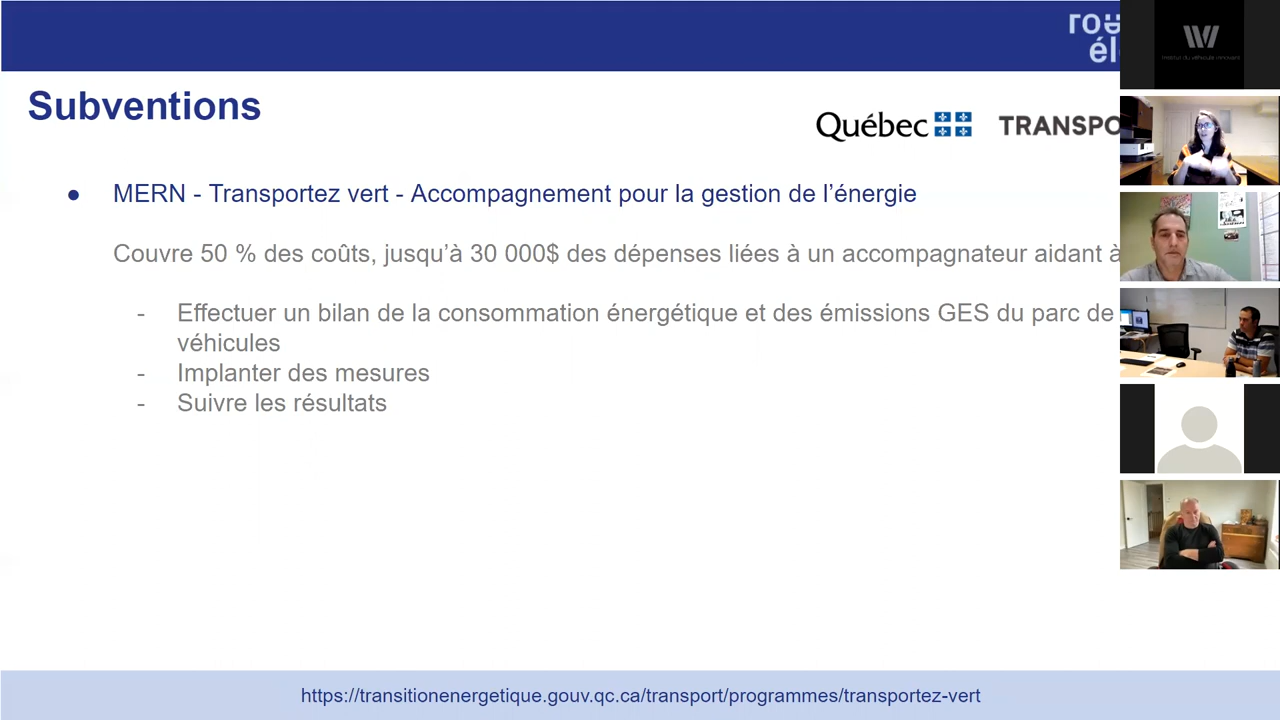 Subventions
Québec
MERN - Transportez vert - Accompagnement pour la gestion de l’énergie
Couvre 50 % des coûts, jusqu’à 30 000$ des dépenses liées à un accompagnateur aidant à
- Effectuer un bilan de la consommation énergétique et des émissions GES du parc de
véhicules
- Implanter des mesures
- Suivre les résultats
https://transitionenergetique.gouv.qc.ca/transport/programmes/transportez-vert